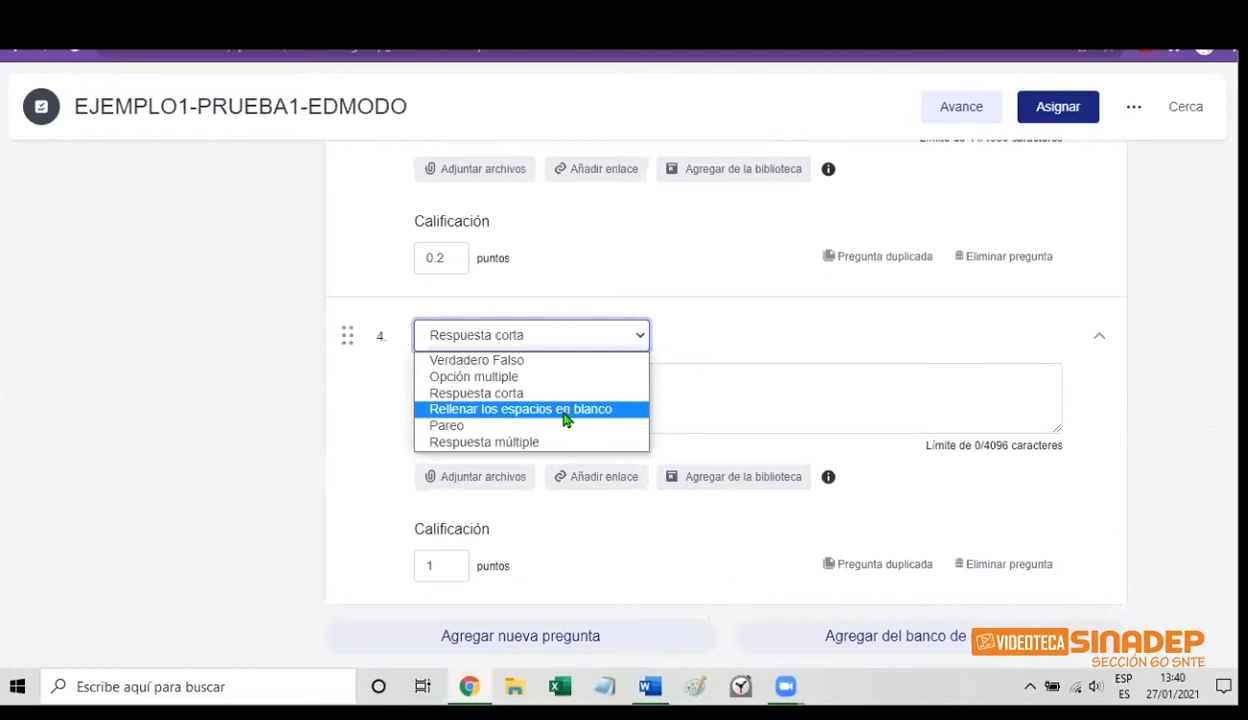 EJEMPLO1-PRUEBA1-EDMODO
Avance
Asignar
Cerca
Adjuntar archivos
Añadir enlace
Agregar de la biblioteca
Calificación
0.2 puntos
Pregunta duplicada
Eliminar pregunta
4.
Respuesta corta
Verdadero Falso
Opción multiple
Respuesta corta
Rellenar los espacios en blanco
Pareo
Respuesta múltiple
Límite de 0/4096 caracteres
Adjuntar archivos
Añadir enlace
Agregar de la biblioteca
Calificación
1 puntos
Pregunta duplicada
Eliminar pregunta
Agregar nueva pregunta
Agregar del banco de
VIDEOTECA SINADEP
SECCIÓN 60 SNTE
Escribe aquí para buscar
ESP
ES
13:40
27/01/2021